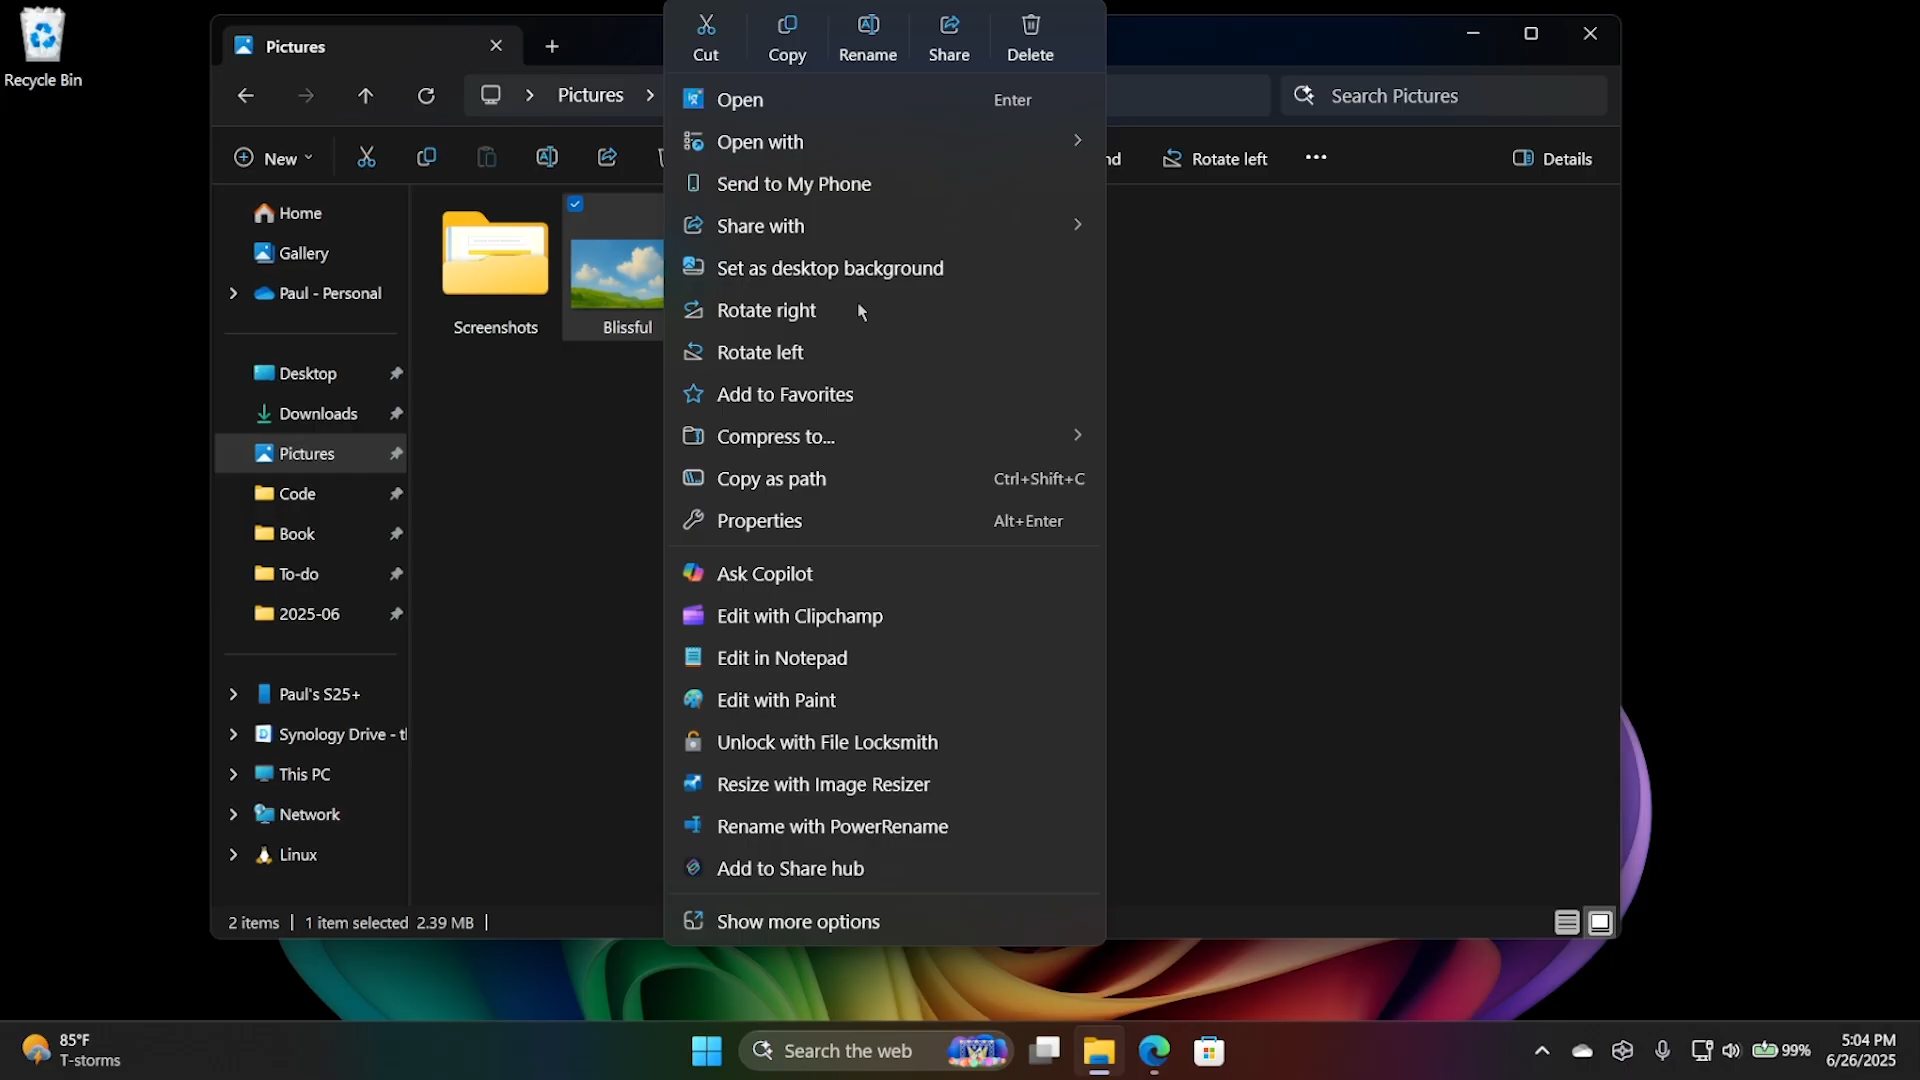 Recycle Bin
Pictures
Cut
Copy
Rename
Share
Delete
Pictures
Search Pictures
New
nd
Rotate left
Details
Home
Gallery
Paul - Personal
Desktop
Downloads
Pictures
Code
Book
To-do
2025-06
Paul's S25+
Synology Drive - tl
This PC
Network
Linux
Screenshots
Blissful
Open Enter
Open with
Send to My Phone
Share with
Set as desktop background
Rotate right
Rotate left
Add to Favorites
Compress to...
Copy as path Ctrl+Shift+C
Properties Alt+Enter
Ask Copilot
Edit with Clipchamp
Edit in Notepad
Edit with Paint
Unlock with File Locksmith
Resize with Image Resizer
Rename with PowerRename
Add to Share hub
Show more options
2 items 1 item selected 2.39 MB
85°F
T-storms
Search the web
99%
5:04 PM
6/26/2025